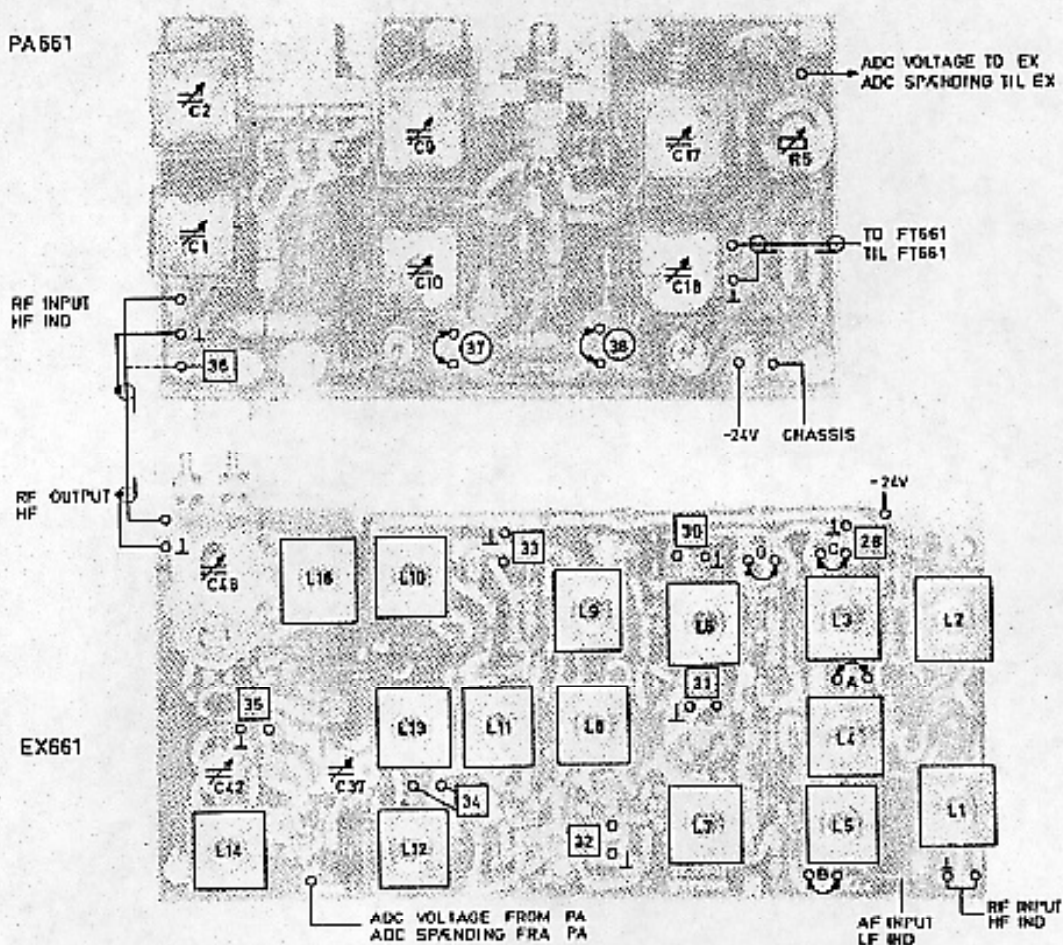 PA661
ADC VOLTAGE TO EX
ADC SPÆNDING TIL EX
C2
C9
C17
R5
C1
C10
C18
TO FT661
TIL FT661
RF INPUT
HF IND
36
37
38
-24V
CHASSIS
RF OUTPUT
HF
-24V
33
30
C
28
C48
L16
L10
L9
L6
L3
L2
A
35
31
L13
L11
L8
L4
EX661
C42
C37
34
L14
L12
32
L7
L5
L1
B
ADC VOLTAGE FROM PA
ADC SPÆNDING FRA PA
AF INPUT
LF IND
RF INPUT
HF IND